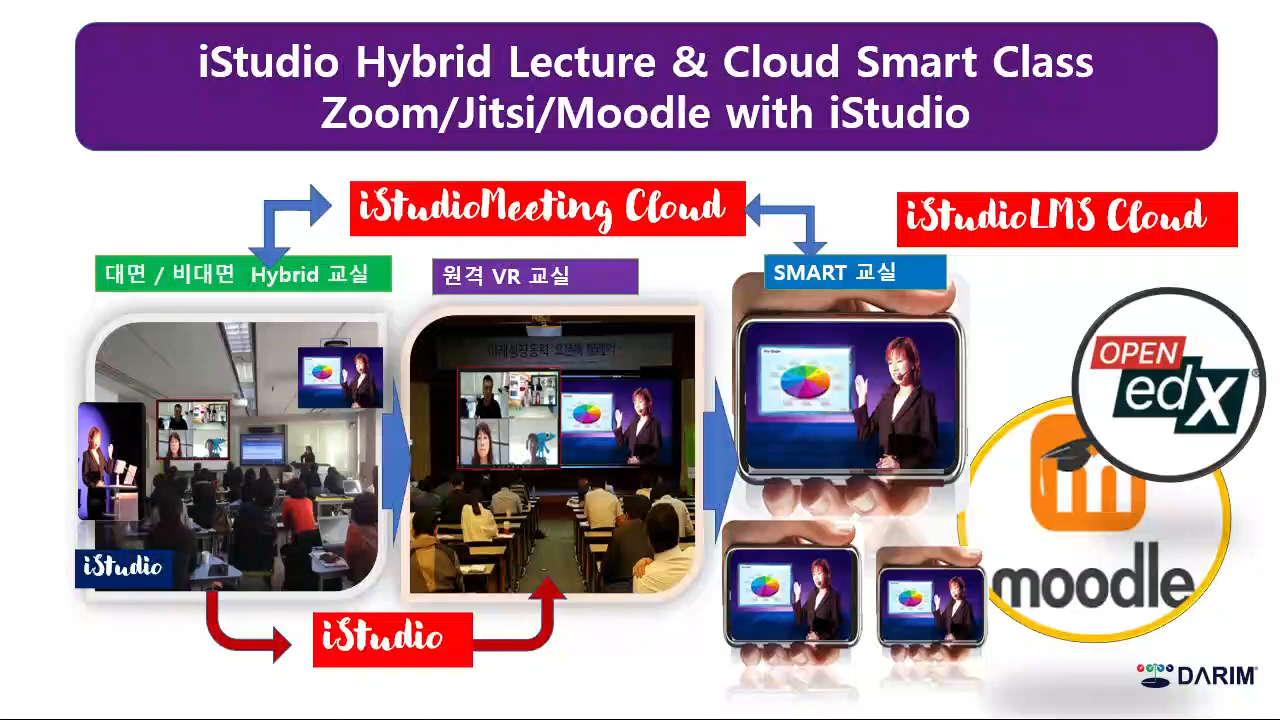 iStudio Hybrid Lecture & Cloud Smart Class
Zoom/Jitsi/Moodle with iStudio
iStudioMeeting Cloud
iStudioLMS Cloud
대면 / 비대면 Hybrid 교실
원격 VR 교실
SMART 교실
OPEN
edX®
moodle
iStudio
iStudio
DARIM®